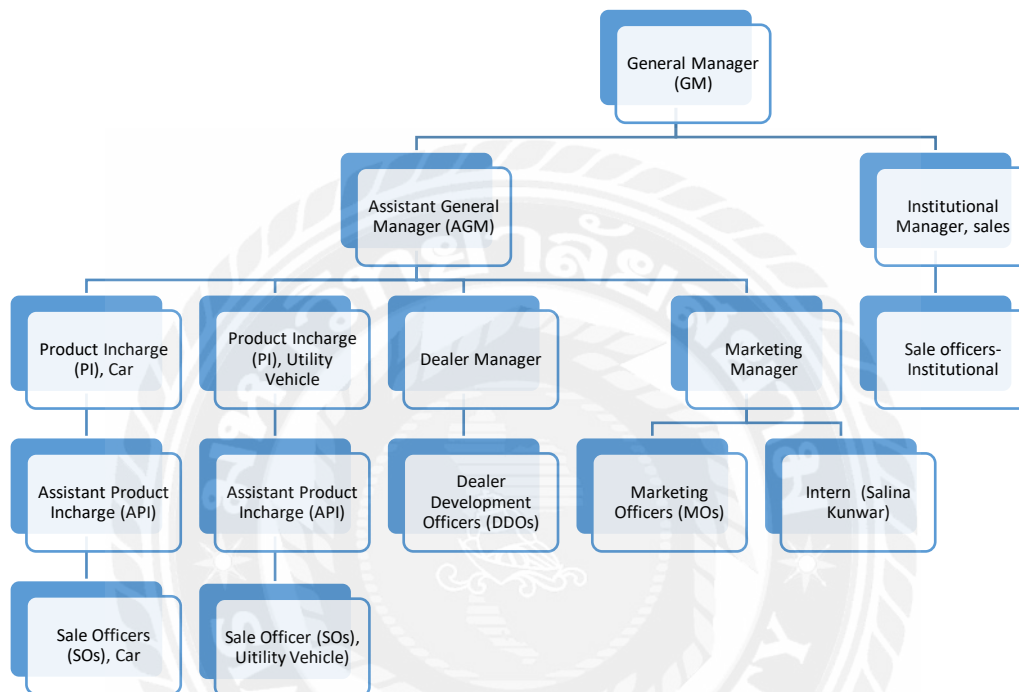 General Manager
(GM)
Assistant General
Manager (AGM)
Institutional
Manager, sales
Product Incharge
(PI), Car
Product Incharge
(PI), Utility
Vehicle
Dealer Manager
Marketing
Manager
Sale officers-
Institutional
Assistant Product
Incharge (API)
Assistant Product
Incharge (API)
Dealer
Development
Officers (DDOs)
Marketing
Officers (MOs)
Intern (Salina
Kunwar)
Sale Officers
(SOs), Car
Sale Officer (SOs),
Uitility Vehicle)